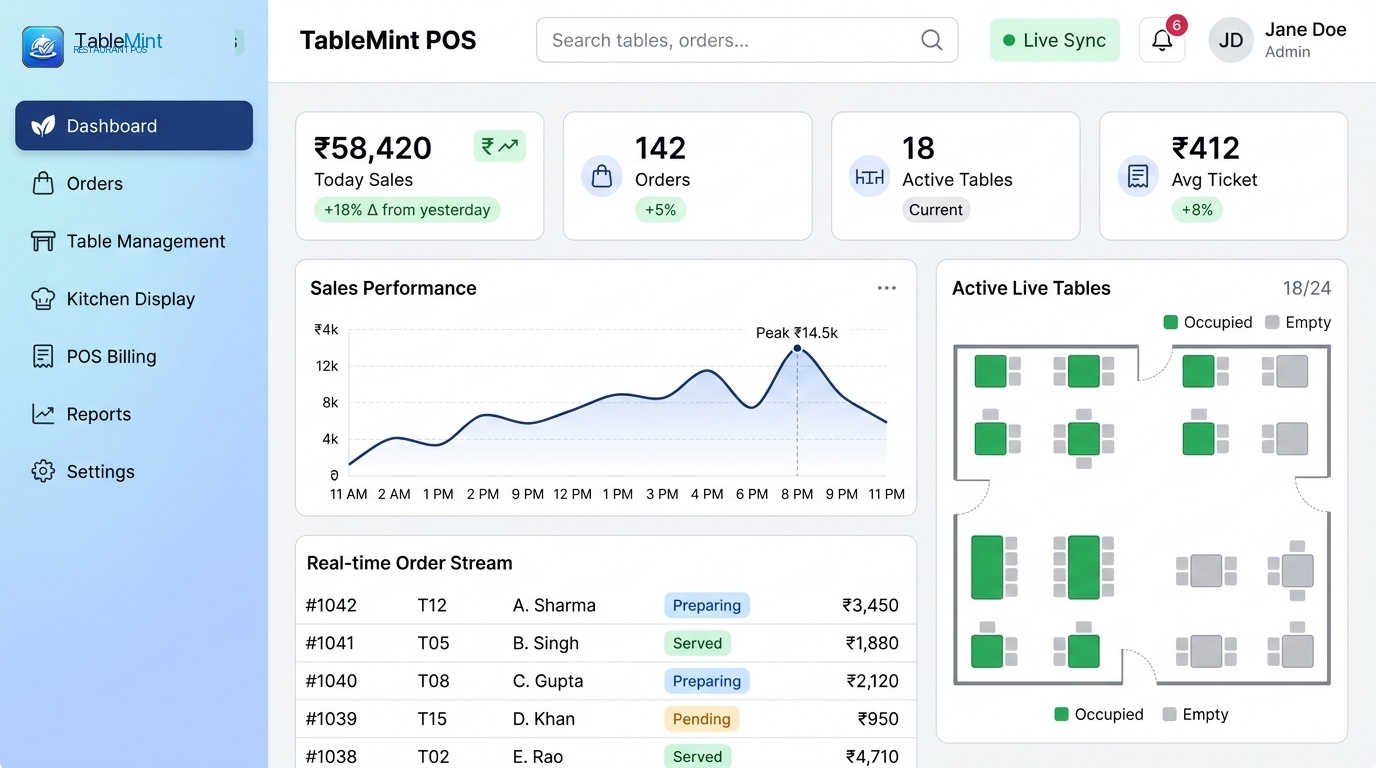 TableMint
RESTAURANT POS
Dashboard
Orders
Table Management
Kitchen Display
POS Billing
Reports
Settings
TableMint POS
Search tables, orders...
Live Sync
6
JD
Jane Doe
Admin
₹58,420
₹
Today Sales
+18% Δ from yesterday
142
Orders
+5%
18
Active Tables
Current
₹412
Avg Ticket
+8%
Sales Performance
Peak ₹14.5k
₹4k
12k
8k
4k
11 AM 2 AM 1 PM 2 PM 9 PM 12 PM 1 PM 3 PM 4 PM 6 PM 8 PM 9 PM 11 PM
Real-time Order Stream
#1042 T12 A. Sharma Preparing ₹3,450
#1041 T05 B. Singh Served ₹1,880
#1040 T08 C. Gupta Preparing ₹2,120
#1039 T15 D. Khan Pending ₹950
#1038 T02 E. Rao Served ₹4,710
Active Live Tables 18/24
Occupied Empty
Occupied Empty